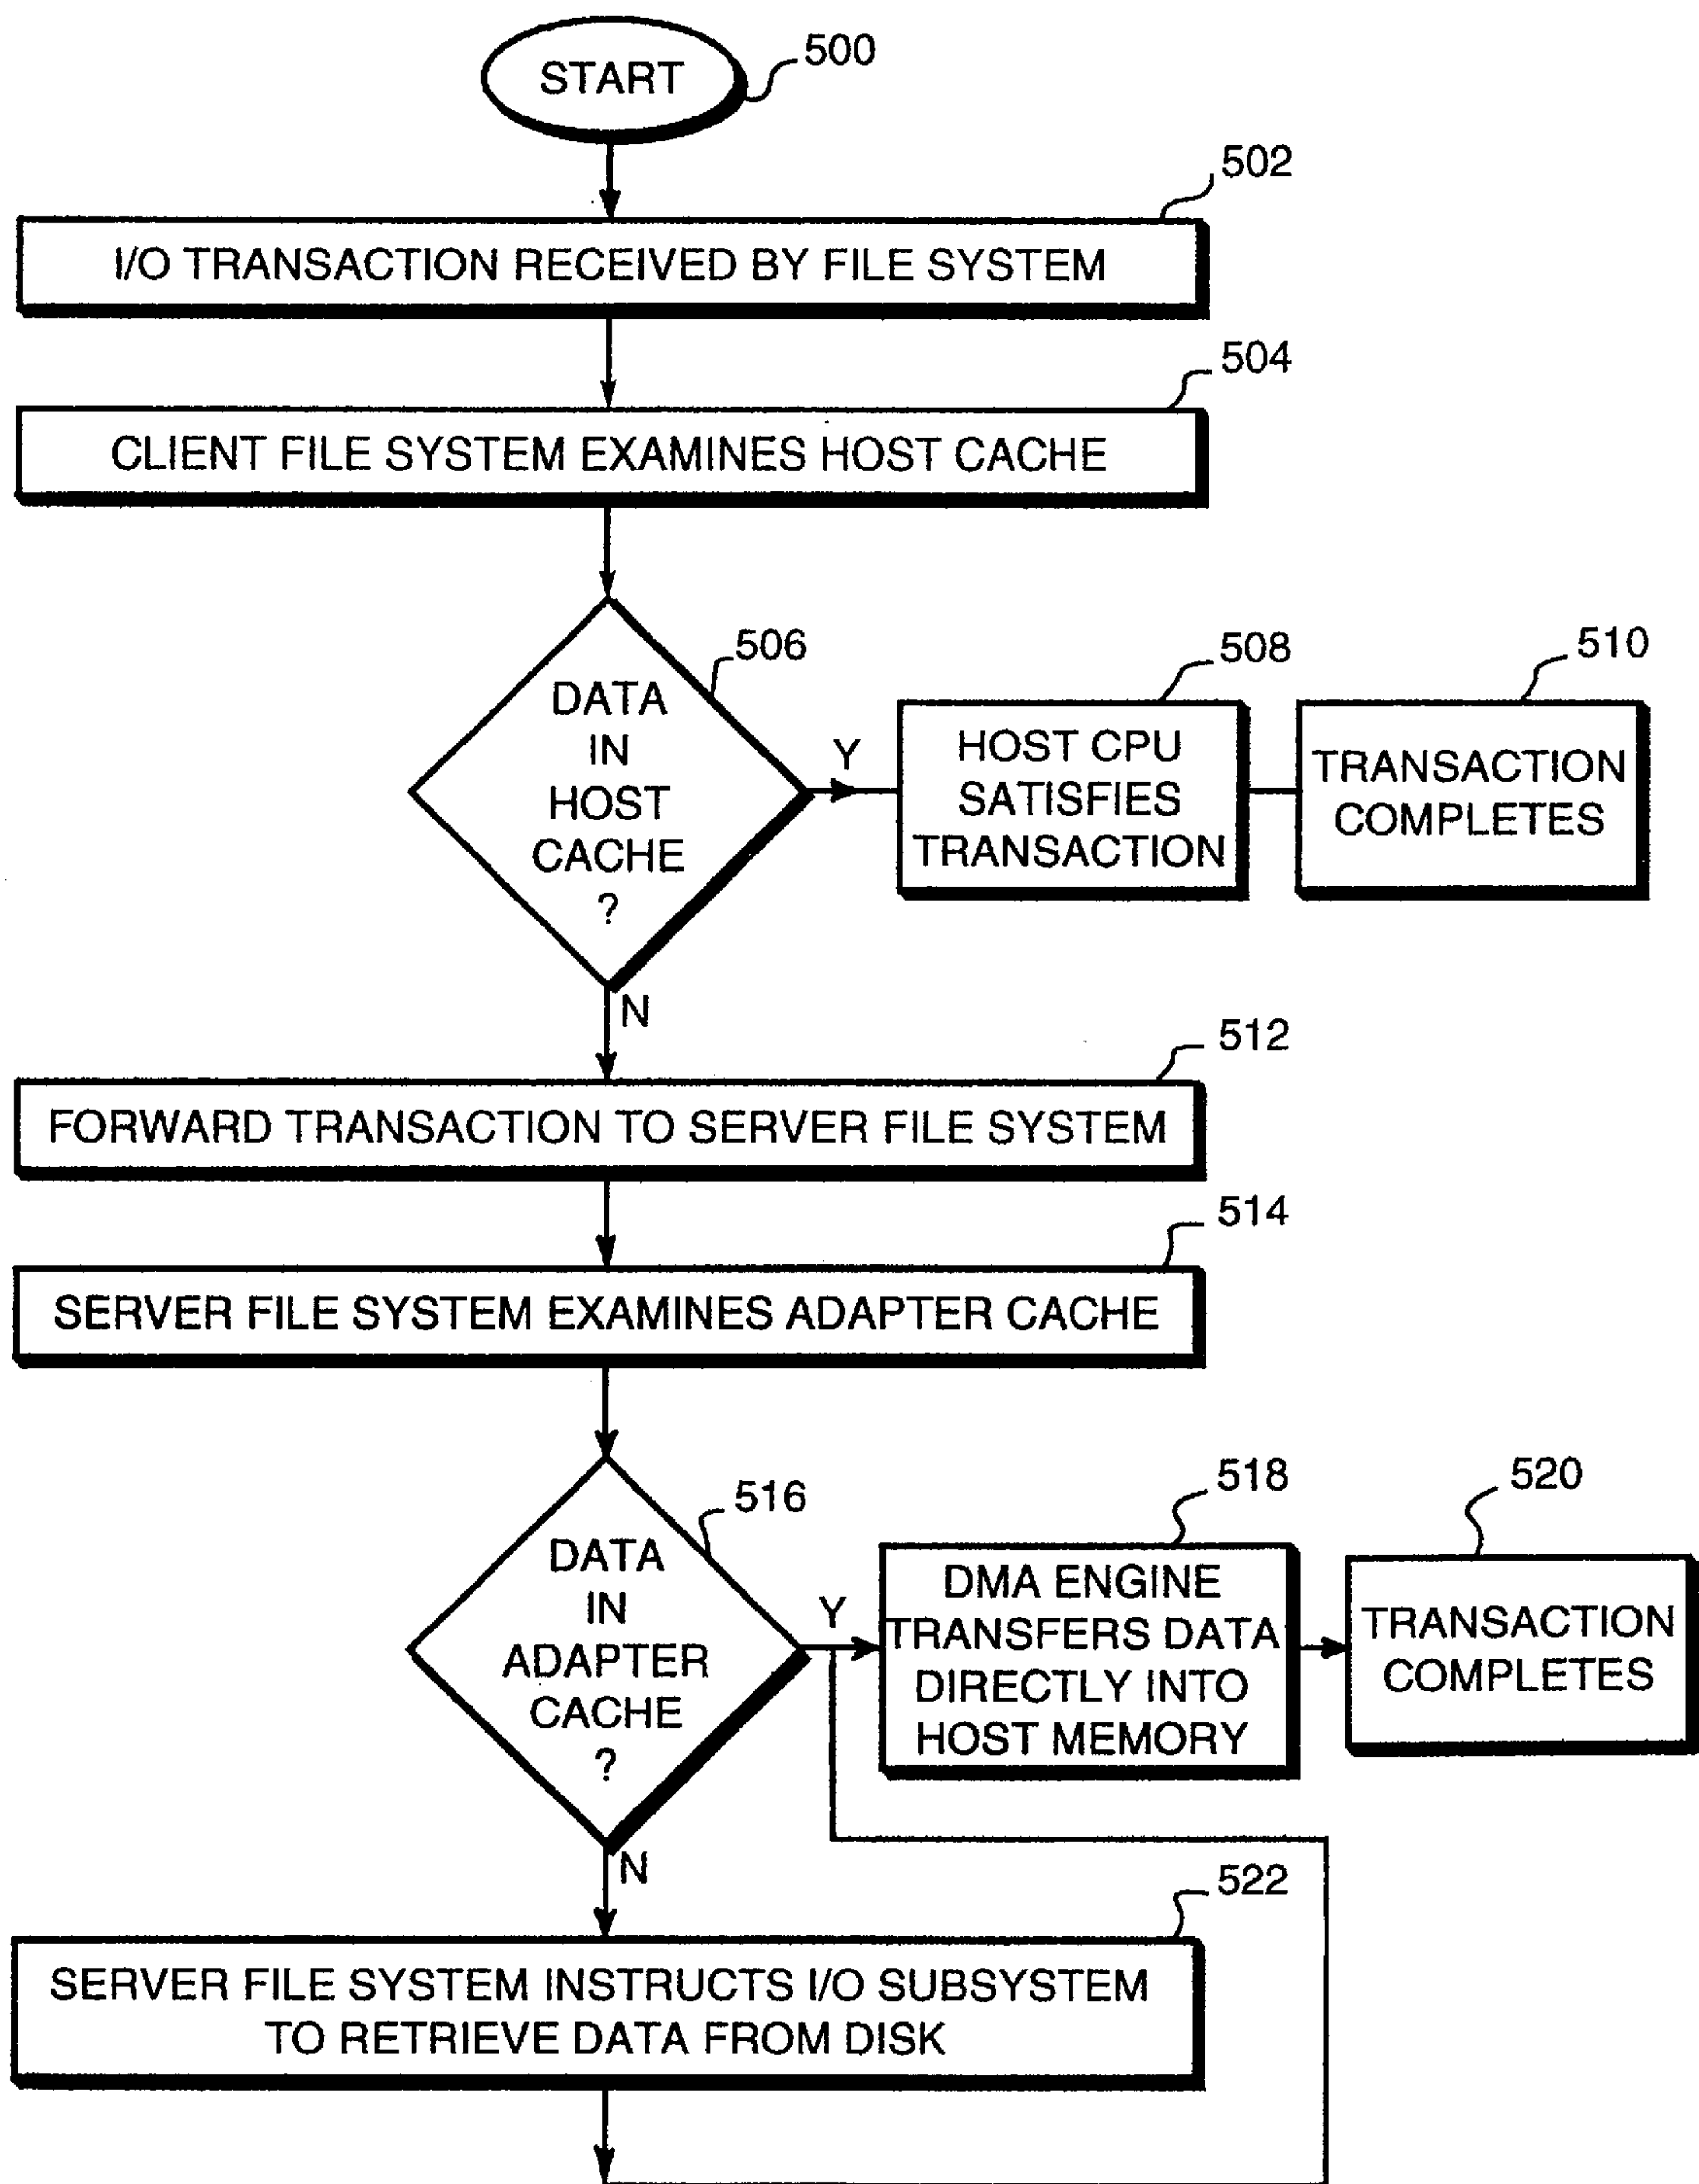 START
500
502
I/O TRANSACTION RECEIVED BY FILE SYSTEM
504
CLIENT FILE SYSTEM EXAMINES HOST CACHE
506
DATA
IN
HOST
CACHE
?
Y
508
HOST CPU
SATISFIES
TRANSACTION
510
TRANSACTION
COMPLETES
N
512
FORWARD TRANSACTION TO SERVER FILE SYSTEM
514
SERVER FILE SYSTEM EXAMINES ADAPTER CACHE
516
DATA
IN
ADAPTER
CACHE
?
Y
518
DMA ENGINE
TRANSFERS DATA
DIRECTLY INTO
HOST MEMORY
520
TRANSACTION
COMPLETES
N
522
SERVER FILE SYSTEM INSTRUCTS I/O SUBSYSTEM
TO RETRIEVE DATA FROM DISK